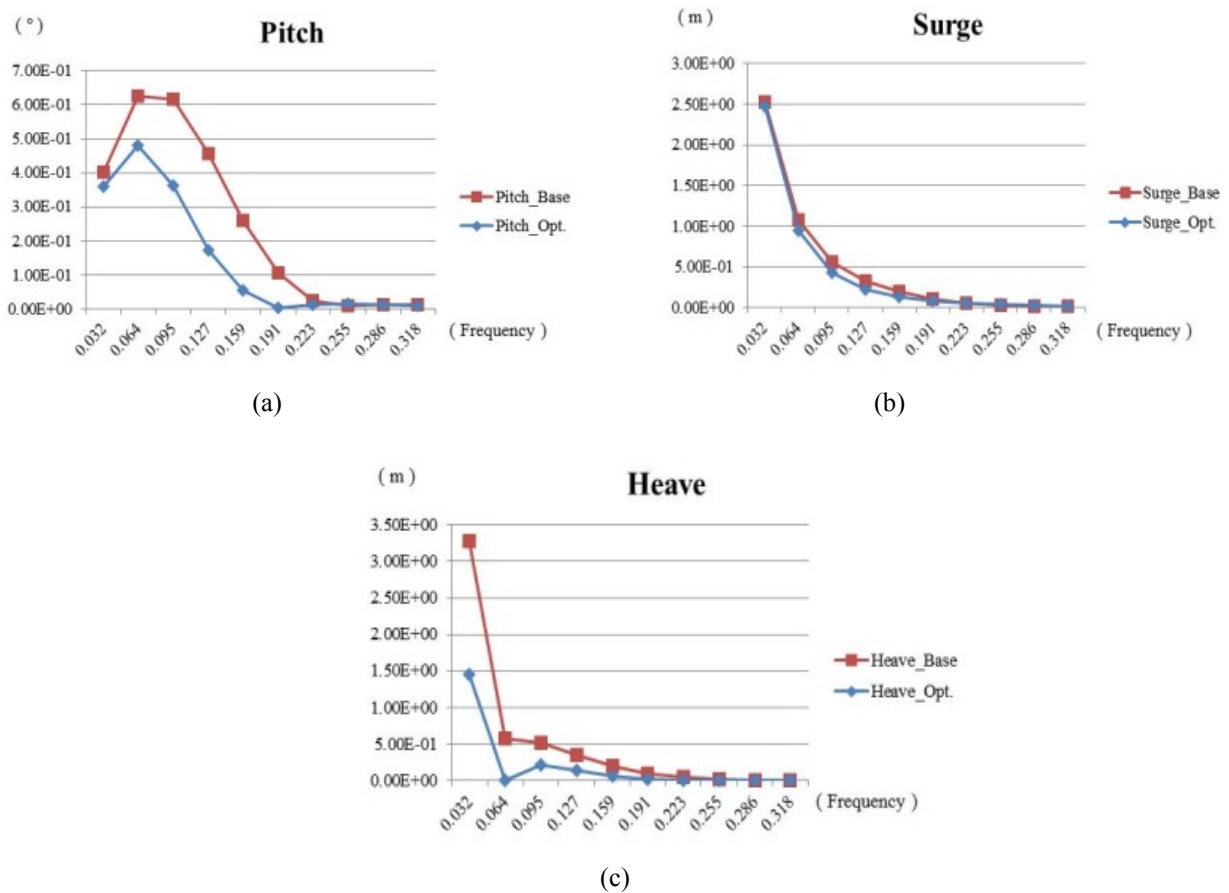 ( ° )
Pitch
7.00E-01
6.00E-01
5.00E-01
4.00E-01
3.00E-01
2.00E-01
1.00E-01
0.00E+00
0.032 0.064 0.095 0.127 0.159 0.191 0.223 0.255 0.286 0.318
( Frequency )
Pitch_Base
Pitch_Opt.
(a)
( m )
Surge
3.00E+00
2.50E+00
2.00E+00
1.50E+00
1.00E+00
5.00E-01
0.00E+00
0.032 0.064 0.095 0.127 0.159 0.191 0.223 0.255 0.286 0.318
( Frequency )
Surge_Base
Surge_Opt.
(b)
( m )
Heave
3.50E+00
3.00E+00
2.50E+00
2.00E+00
1.50E+00
1.00E+00
5.00E-01
0.00E+00
0.032 0.064 0.095 0.127 0.159 0.191 0.223 0.255 0.286 0.318
( Frequency )
Heave_Base
Heave_Opt.
(c)